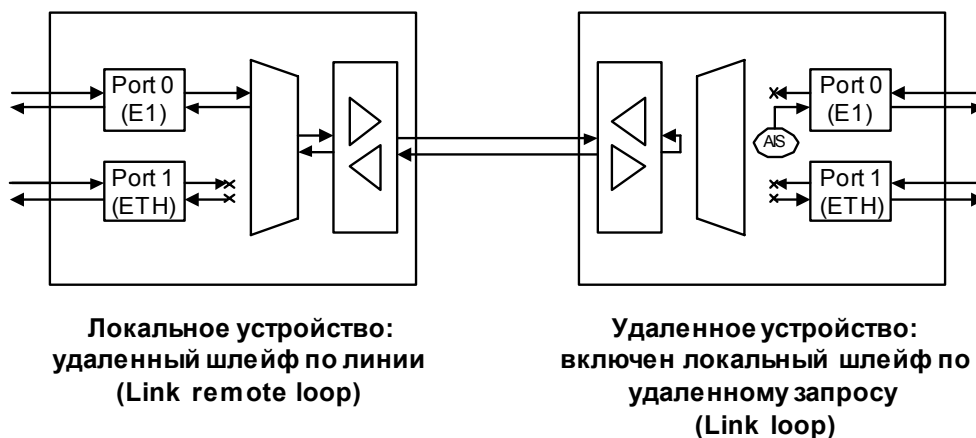 Port 0
(E1)
Port 1
(ETH)
Port 0
(E1)
AIS
Port 1
(ETH)
Локальное устройство:
удаленный шлейф по линии
(Link remote loop)
Удаленное устройство:
включен локальный шлейф по
удаленному запросу
(Link loop)